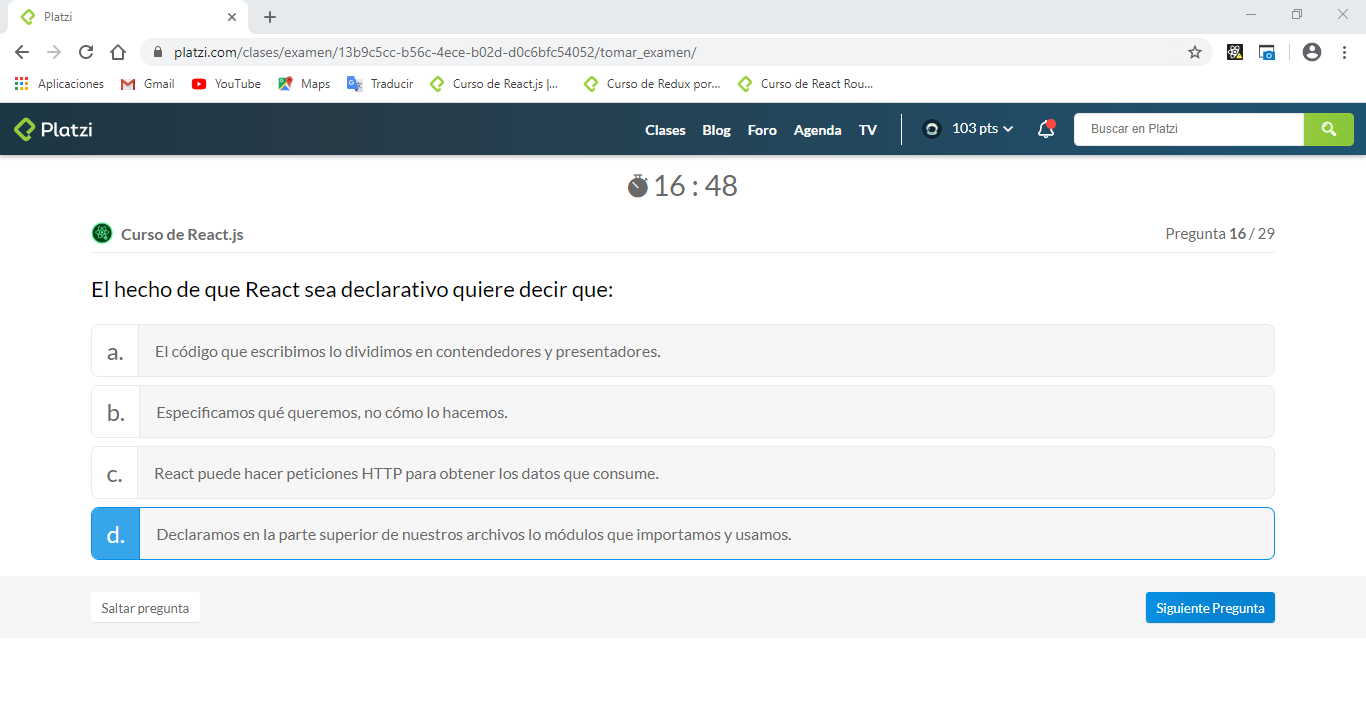 Platzi
platzi.com/clases/examen/13b9c5cc-b56c-4ece-b02d-d0c6bfc54052/tomar_examen/
Aplicaciones Gmail YouTube Maps Traducir Curso de React.js |... Curso de Redux por... Curso de React Rou...
Platzi Clases Blog Foro Agenda TV 103 pts Buscar en Platzi
16 : 48
Curso de React.js Pregunta 16 / 29
El hecho de que React sea declarativo quiere decir que:
a. El código que escribimos lo dividimos en contendedores y presentadores.
b. Especificamos qué queremos, no cómo lo hacemos.
c. React puede hacer peticiones HTTP para obtener los datos que consume.
d. Declaramos en la parte superior de nuestros archivos lo módulos que importamos y usamos.
Saltar pregunta Siguiente Pregunta